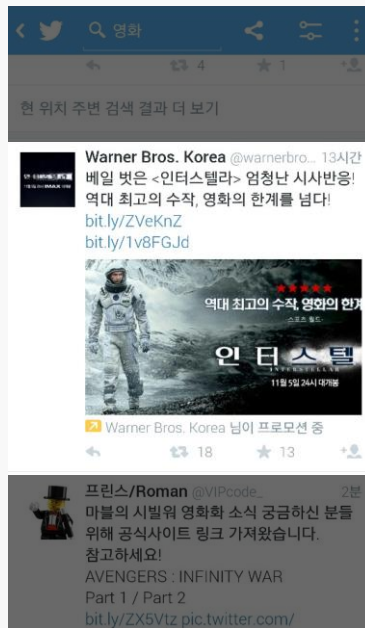 영화
4 1
현 위치 주변 검색 결과 더 보기
Warner Bros. Korea @warnerbro... 13시간
베일 벗은 <인터스텔라> 엄청난 시사반응!
역대 최고의 수작, 영화의 한계를 넘다!
bit.ly/ZVeKnZ
bit.ly/1v8FGJd
역대 최고의 수작, 영화의 한계
-스포츠 월드-
인터스텔
INTERSTELLAR
11월 5일 24시 대개봉
Warner Bros. Korea 님이 프로모션 중
18 13
프린스/Roman @VIPcode_ 2분
마블의 시빌워 영화화 소식 궁금하신 분들
위해 공식사이트 링크 가져왔습니다.
참고하세요!
AVENGERS : INFINITY WAR
Part 1 / Part 2
bit.ly/ZX5Vtz pic.twitter.com/